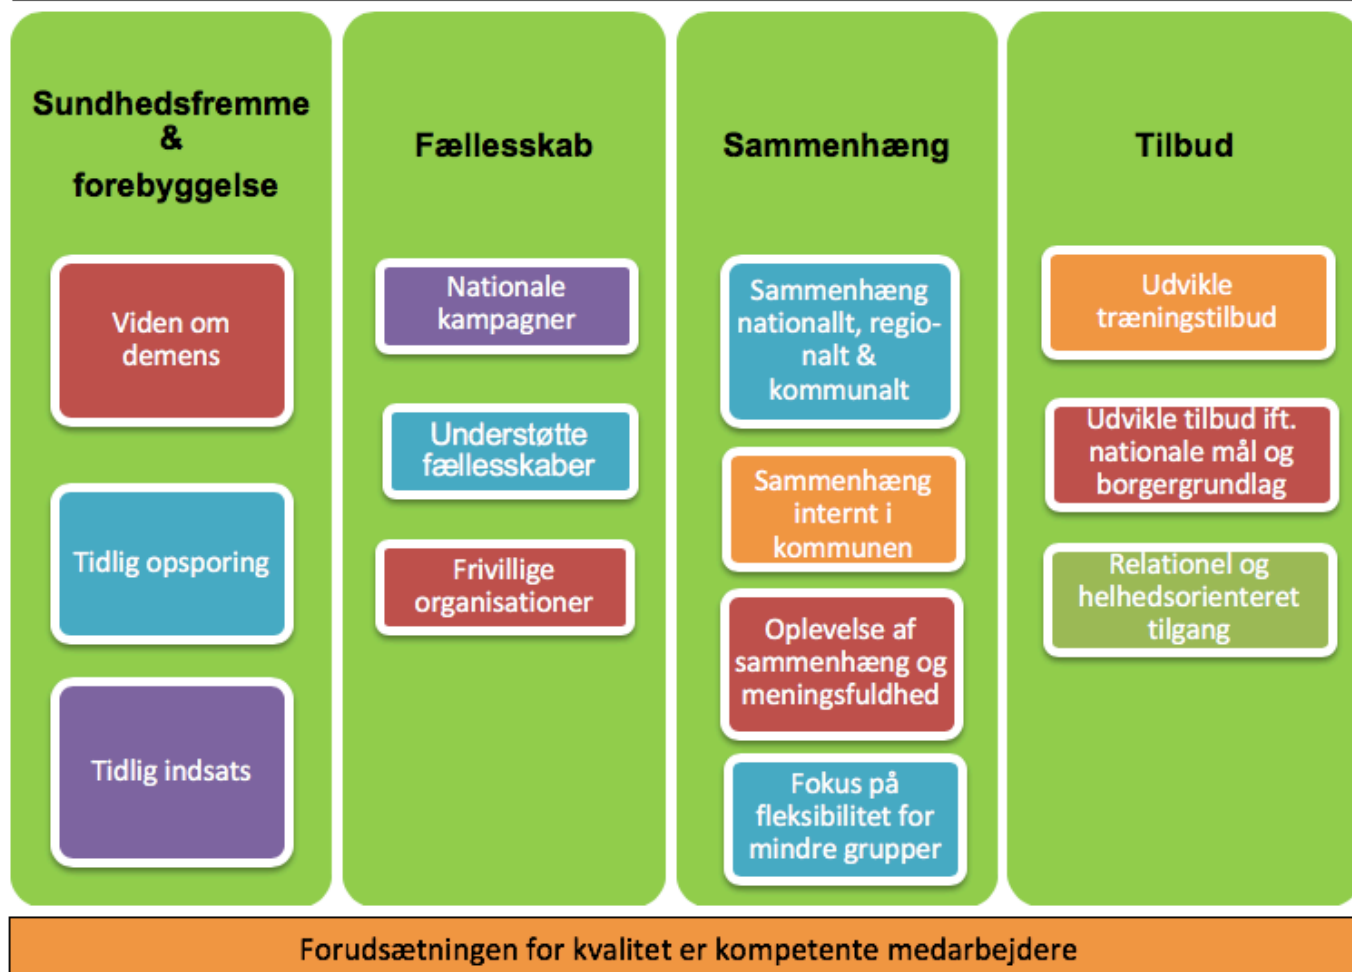 Sundhedsfremme
&
forebyggelse
Viden om
demens
Tidlig opsporing
Tidlig indsats
Fællesskab
Nationale
kampagner
Understøtte
fællesskaber
Frivillige
organisationer
Sammenhæng
Sammenhæng
nationallt, regio-
nalt &
kommunalt
Sammenhæng
internt i
kommunen
Oplevelse af
sammenhæng og
meningsfuldhed
Fokus på
fleksibilitet for
mindre grupper
Tilbud
Udvikle
træningstilbud
Udvikle tilbud ift.
nationale mål og
borgergrundlag
Relationel og
helhedsorienteret
tilgang
Forudsætningen for kvalitet er kompetente medarbejdere